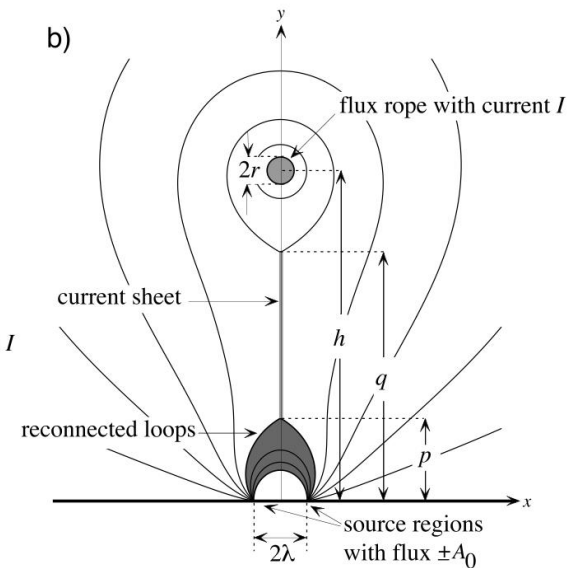 b)
y
flux rope with current I
2r
current sheet
h
q
I
reconnected loops
p
x
source regions
with flux ±A0
2λ